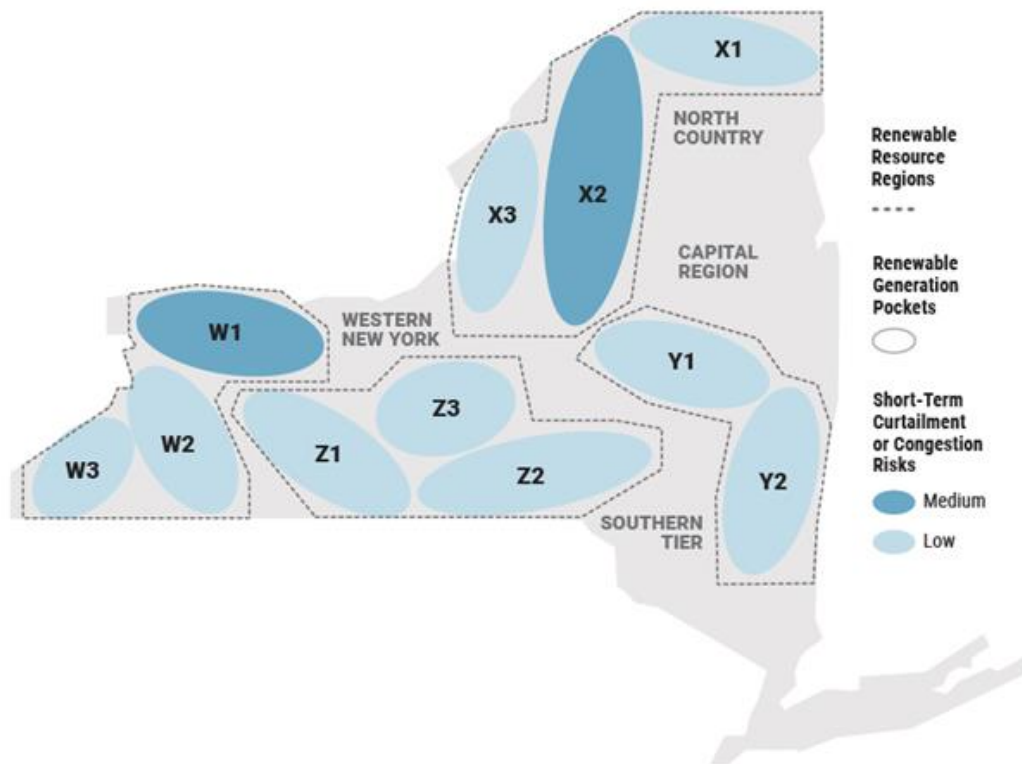 X1
NORTH
COUNTRY
X2
X3
CAPITAL
REGION
W1
WESTERN
NEW YORK
Y1
Z3
W2
W3
Z1
Z2
Y2
SOUTHERN
TIER
Renewable
Resource
Regions
Renewable
Generation
Pockets
Short-Term
Curtailment
or Congestion
Risks
Medium
Low